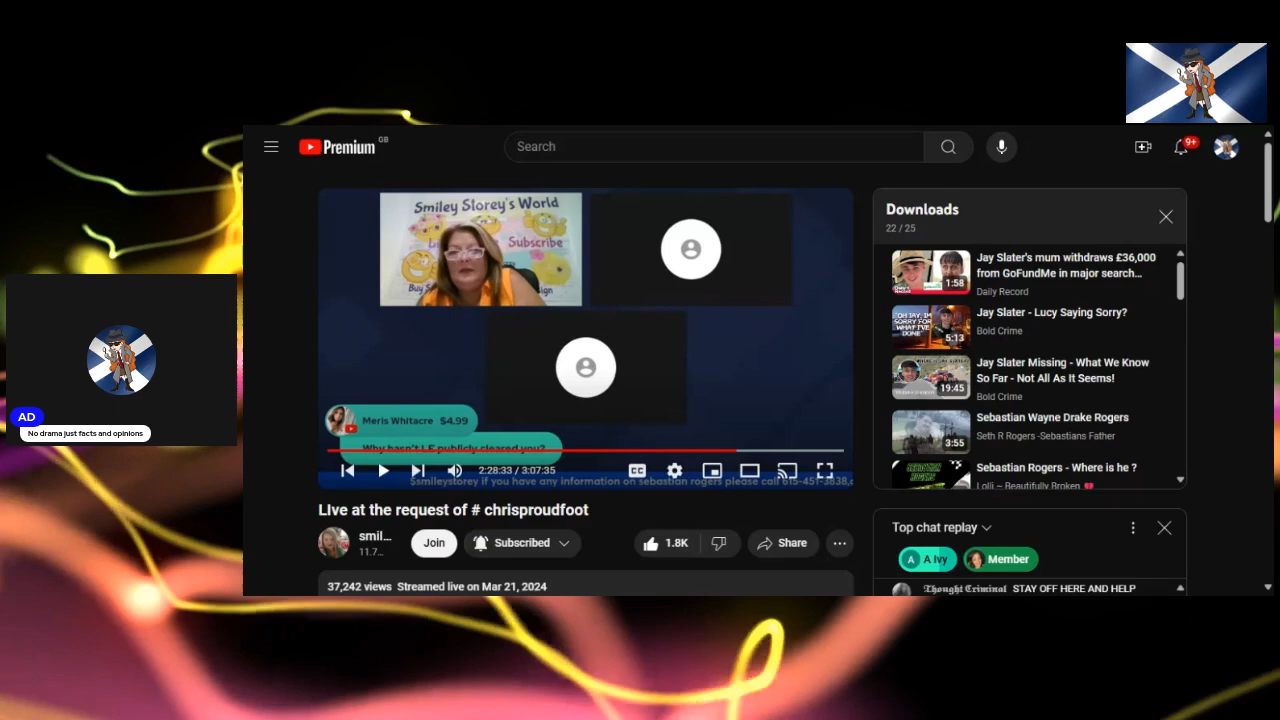 Premium GB
Search
9+
Smiley Storey's World
Subscribe
Meris Whitacre $4.99
Why hasn't LE publicly cleared you?
2:28:33 / 3:07:35
CC
$smileystorey if you have any information on sebastian rogers please call 615-451-3838,
LIve at the request of # chrisproudfoot
smil...
11.7...
Join
Subscribed
1.8K
Share
37,242 views Streamed live on Mar 21, 2024
Downloads
22 / 25
Jay Slater's mum withdraws £36,000
from GoFundMe in major search...
Daily Record
1:58
Jay Slater - Lucy Saying Sorry?
Bold Crime
5:13
Jay Slater Missing - What We Know
So Far - Not All As It Seems!
Bold Crime
19:45
Sebastian Wayne Drake Rogers
Seth R Rogers -Sebastians Father
3:55
Sebastian Rogers - Where is he ?
Lolli ~ Beautifully Broken
Top chat replay
A A Ivy
Member
Thought Criminal STAY OFF HERE AND HELP
AD
No drama just facts and opinions